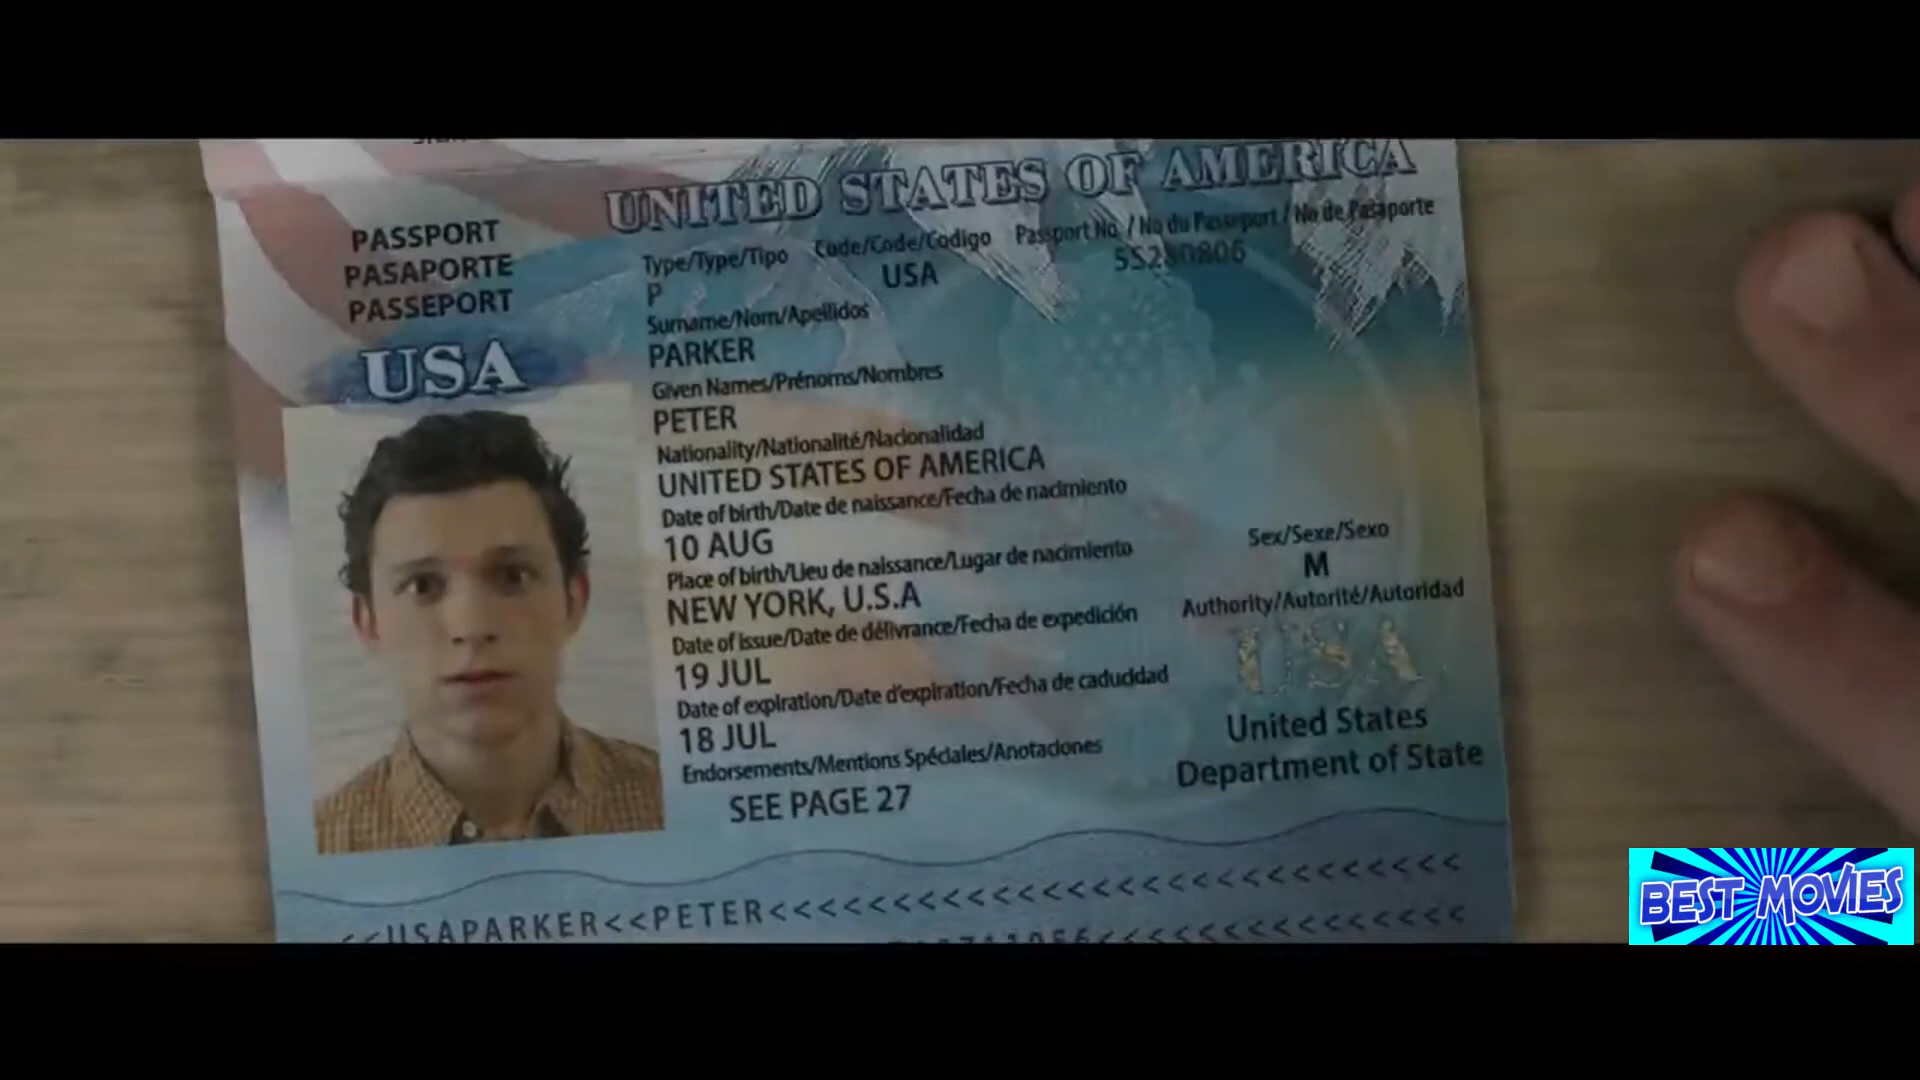 UNITED STATES OF AMERICA
PASSPORT
PASAPORTE
PASSEPORT
USA
Type/Type/Tipo Code/Code/Codigo Passport No. / No du Passeport / No de Pasaporte
P USA
Surname/Nom/Apellidos
PARKER
Given Names/Prénoms/Nombres
PETER
Nationality/Nationalité/Nacionalidad
UNITED STATES OF AMERICA
Date of birth/Date de naissance/Fecha de nacimiento
10 AUG
Sex/Sexe/Sexo
M
Place of birth/Lieu de naissance/Lugar de nacimiento
NEW YORK, U.S.A
Authority/Autorité/Autoridad
USA
Date of issue/Date de délivrance/Fecha de expedición
19 JUL
Date of expiration/Date d'expiration/Fecha de caducidad
18 JUL
United States
Department of State
Endorsements/Mentions Spéciales/Anotaciones
SEE PAGE 27
<<USAPARKER<<PETER<<<<<<<<<<<<<<<<<<<<<<<<
BEST MOVIES